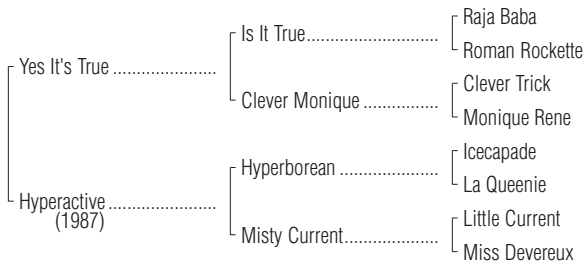 Raja Baba
Is It True
Roman Rockette
Yes It's True
Clever Trick
Clever Monique
Monique Rene
Icecapade
Hyperborean
La Queenie
Hyperactive
(1987)
Little Current
Misty Current
Miss Devereux